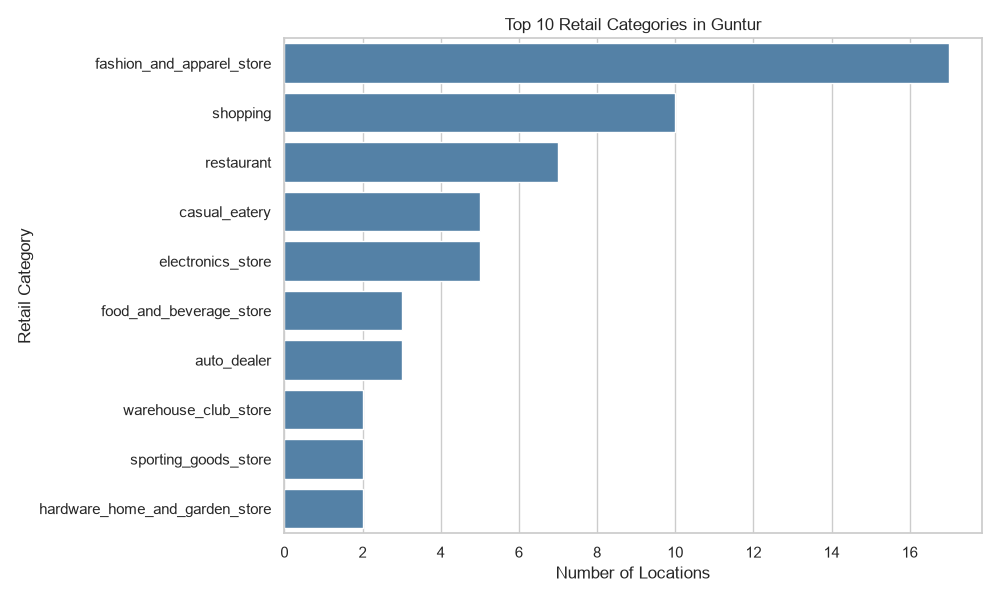 Top 10 Retail Categories in Guntur
fashion_and_apparel_store
shopping
restaurant
casual_eatery
electronics_store
food_and_beverage_store
auto_dealer
warehouse_club_store
sporting_goods_store
hardware_home_and_garden_store
Retail Category
0 2 4 6 8 10 12 14 16
Number of Locations